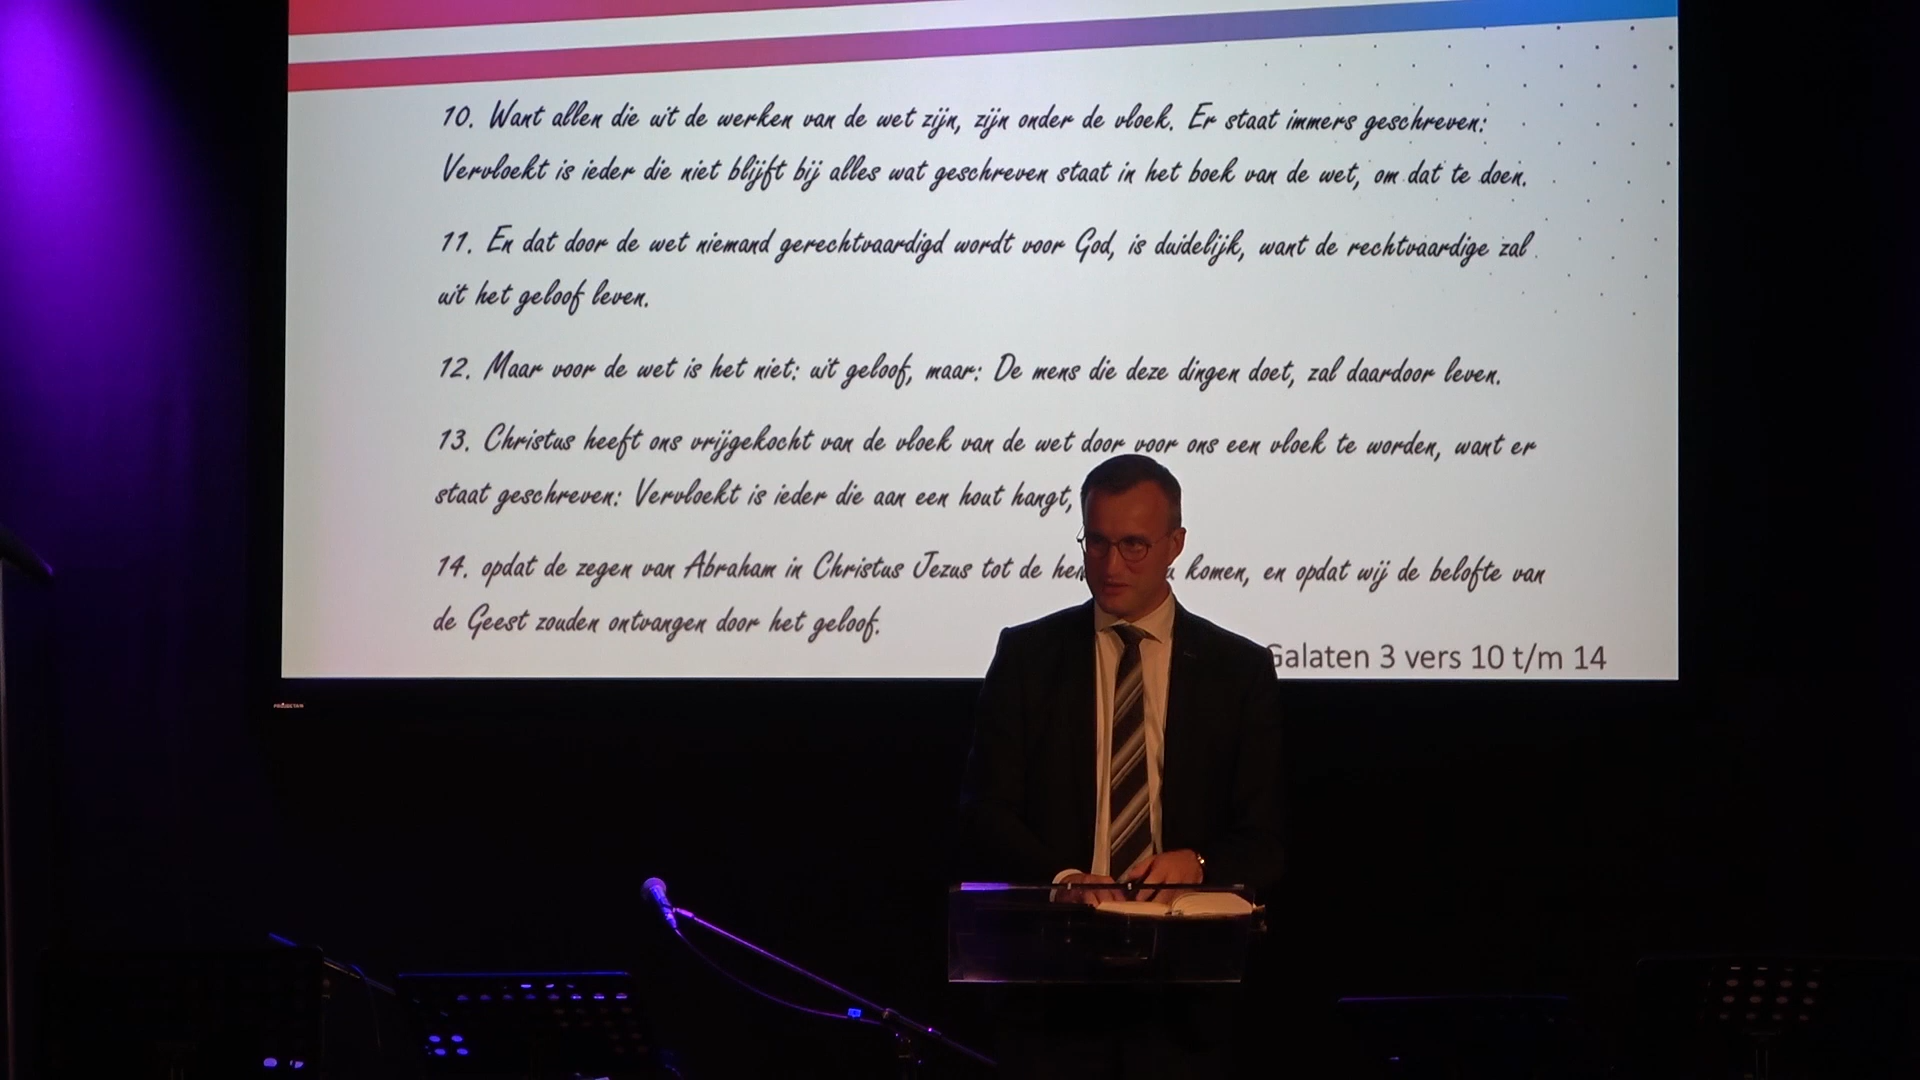 10. Want allen die uit de werken van de wet zijn, zijn onder de vloek. Er staat immers geschreven:
Vervloekt is ieder die niet blijft bij alles wat geschreven staat in het boek van de wet, om dat te doen.
11. En dat door de wet niemand gerechtvaardigd wordt voor God, is duidelijk, want de rechtvaardige zal
uit het geloof leven.
12. Maar voor de wet is het niet: uit geloof, maar: De mens die deze dingen doet, zal daardoor leven.
13. Christus heeft ons vrijgekocht van de vloek van de wet door voor ons een vloek te worden, want er
staat geschreven: Vervloekt is ieder die aan een hout hangt,
14. opdat de zegen van Abraham in Christus Jezus tot de komen, en opdat wij de belofte van
de Geest zouden ontvangen door het geloof.
Galaten 3 vers 10 t/m 14